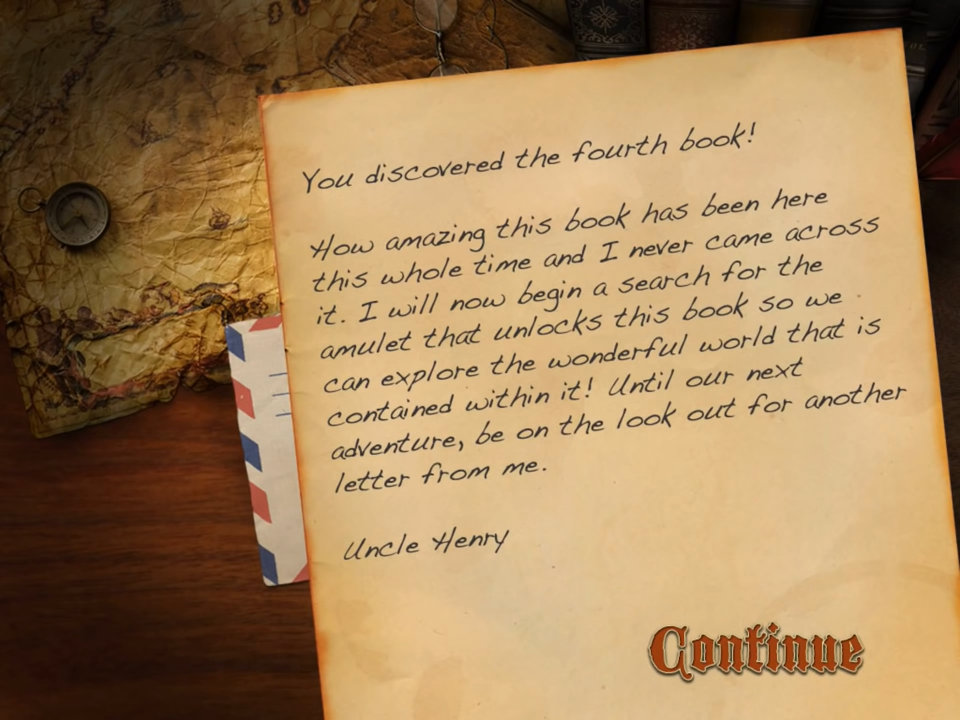 You discovered the fourth book!
How amazing this book has been here
this whole time and I never came across
it. I will now begin a search for the
amulet that unlocks this book so we
can explore the wonderful world that is
contained within it! Until our next
adventure, be on the look out for another
letter from me.
Uncle Henry
Continue